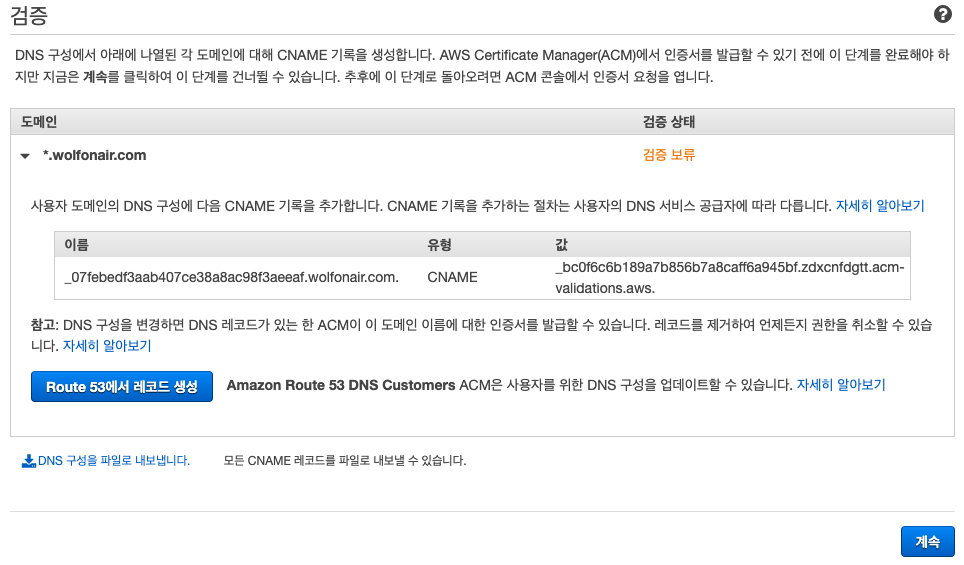 검증
DNS 구성에서 아래에 나열된 각 도메인에 대해 CNAME 기록을 생성합니다. AWS Certificate Manager(ACM)에서 인증서를 발급할 수 있기 전에 이 단계를 완료해야 하
지만 지금은 계속를 클릭하여 이 단계를 건너뛸 수 있습니다. 추후에 이 단계로 돌아오려면 ACM 콘솔에서 인증서 요청을 엽니다.
도메인 검증 상태
*.wolfonair.com 검증 보류
사용자 도메인의 DNS 구성에 다음 CNAME 기록을 추가합니다. CNAME 기록을 추가하는 절차는 사용자의 DNS 서비스 공급자에 따라 다릅니다. 자세히 알아보기
이름 유형 값
_07febedf3aab407ce38a8ac98f3aeeaf.wolfonair.com. CNAME _bc0f6c6b189a7b856b7a8caff6a945bf.zdxcnfdgtt.acm-
validations.aws.
참고: DNS 구성을 변경하면 DNS 레코드가 있는 한 ACM이 이 도메인 이름에 대한 인증서를 발급할 수 있습니다. 레코드를 제거하여 언제든지 권한을 취소할 수 있습
니다. 자세히 알아보기
Route 53에서 레코드 생성 Amazon Route 53 DNS Customers ACM은 사용자를 위한 DNS 구성을 업데이트할 수 있습니다. 자세히 알아보기
DNS 구성을 파일로 내보냅니다. 모든 CNAME 레코드를 파일로 내보낼 수 있습니다.
계속